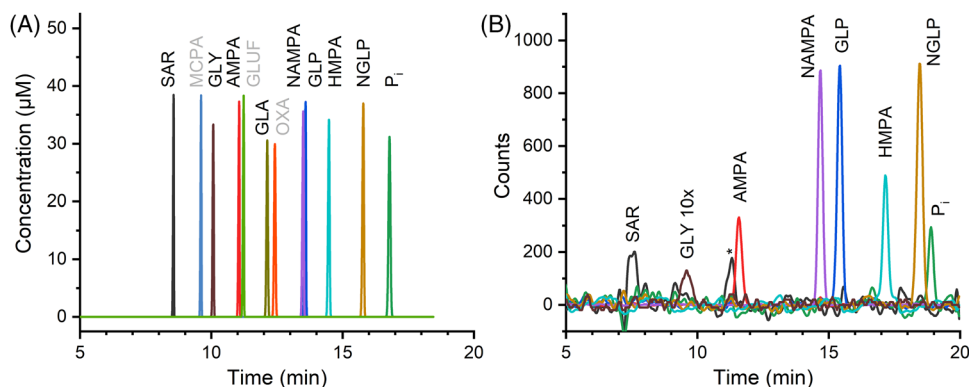 (A)
Concentration (µM)
50
40
30
20
10
0
SAR
MCPA
GLY
AMPA
GLUF
GLA
OXA
NAMPA
GLP
HMPA
NGLP
Pi
5
10
15
20
Time (min)
(B)
Counts
1000
800
600
400
200
0
SAR
GLY 10x
*
AMPA
NAMPA
GLP
HMPA
NGLP
Pi
5
10
15
20
Time (min)